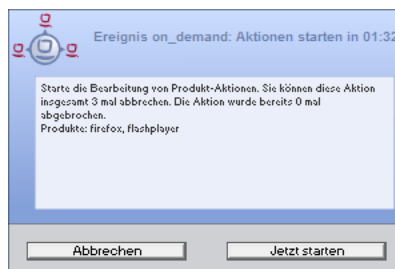 Ereignis on_demand: Aktionen starten in 01:32
Starte die Bearbeitung von Produkt-Aktionen. Sie können diese Aktion
insgesamt 3 mal abbrechen. Die Aktion wurde bereits 0 mal
abgebrochen.
Produkte: firefox, flashplayer
Abbrechen
Jetzt starten